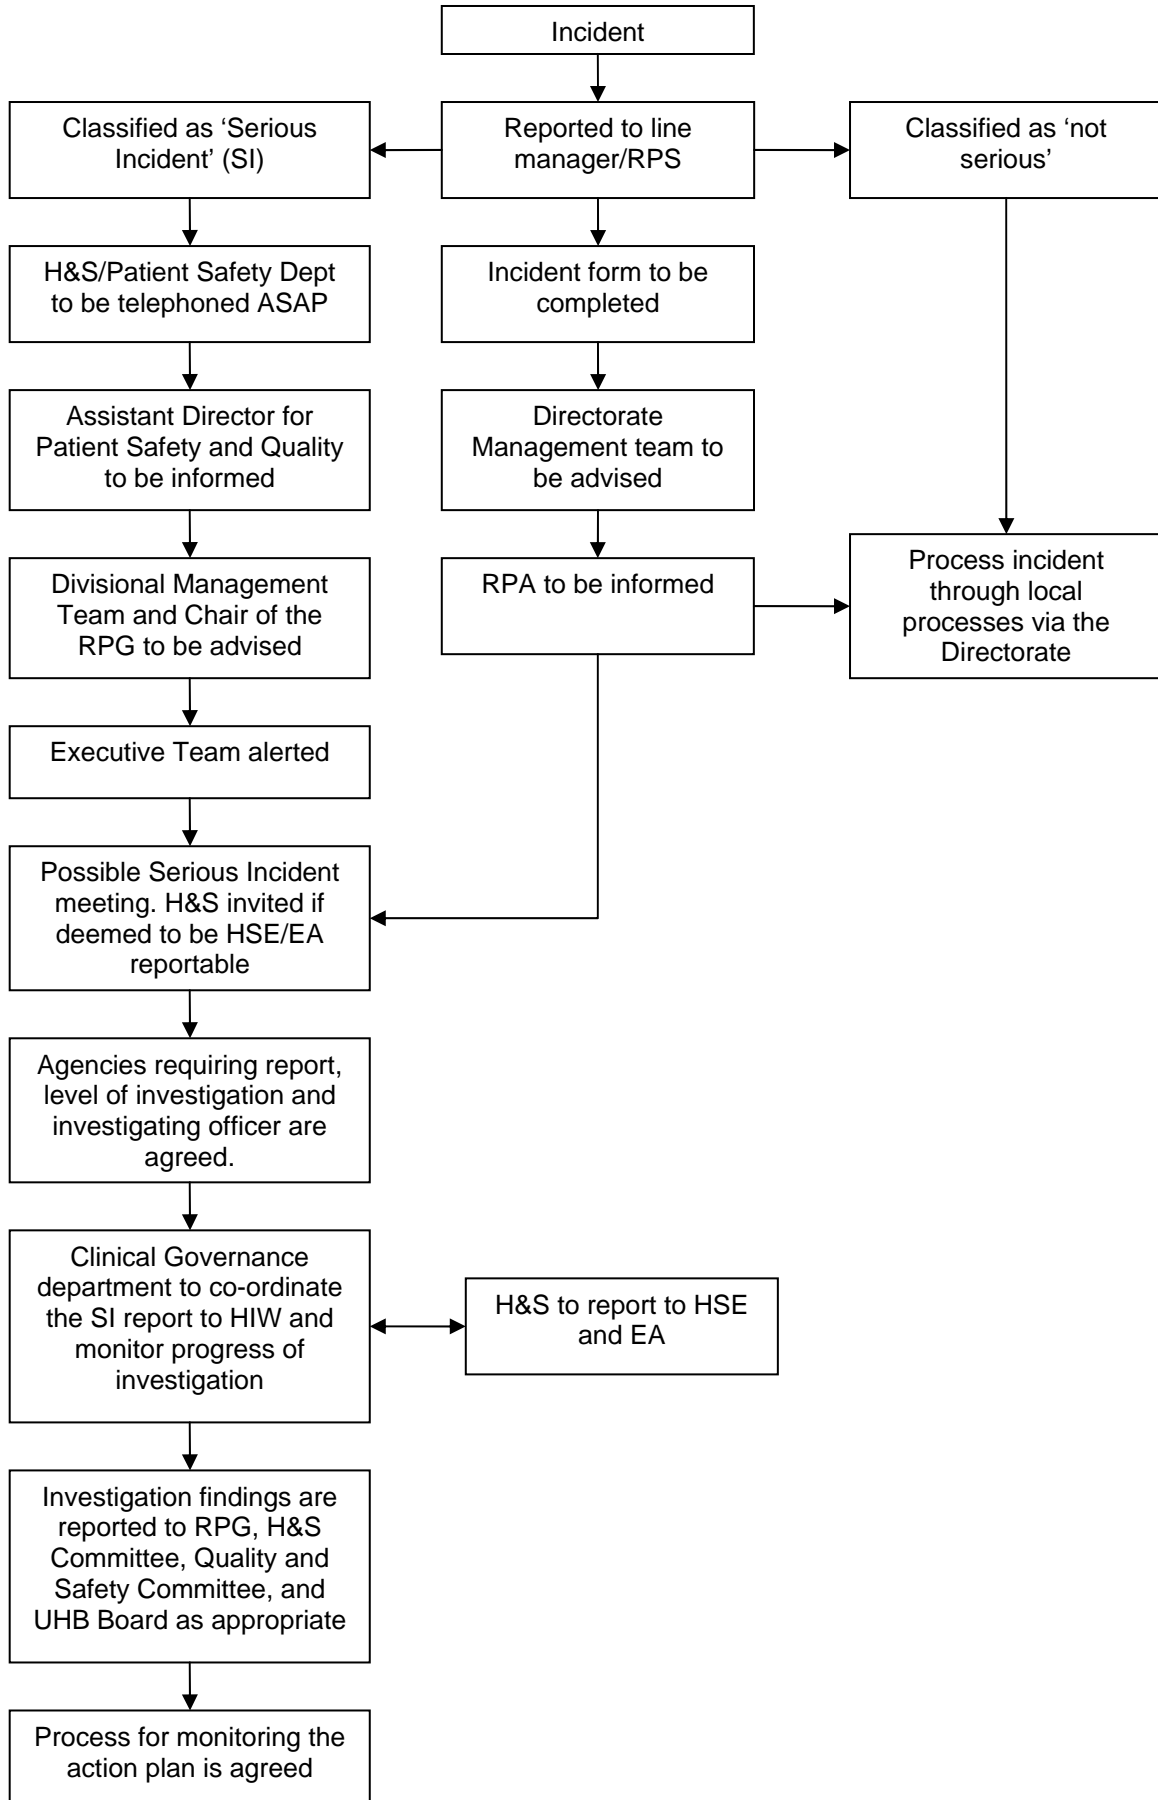 Incident
Classified as ‘Serious
Incident’ (SI)
Reported to line
manager/RPS
Classified as ‘not
serious’
H&S/Patient Safety Dept
to be telephoned ASAP
Incident form to be
completed
Assistant Director for
Patient Safety and Quality
to be informed
Directorate
Management team to
be advised
Divisional Management
Team and Chair of the
RPG to be advised
RPA to be informed
Process incident
through local
processes via the
Directorate
Executive Team alerted
Possible Serious Incident
meeting. H&S invited if
deemed to be HSE/EA
reportable
Agencies requiring report,
level of investigation and
investigating officer are
agreed.
Clinical Governance
department to co-ordinate
the SI report to HIW and
monitor progress of
investigation
H&S to report to HSE
and EA
Investigation findings are
reported to RPG, H&S
Committee, Quality and
Safety Committee, and
UHB Board as appropriate
Process for monitoring the
action plan is agreed